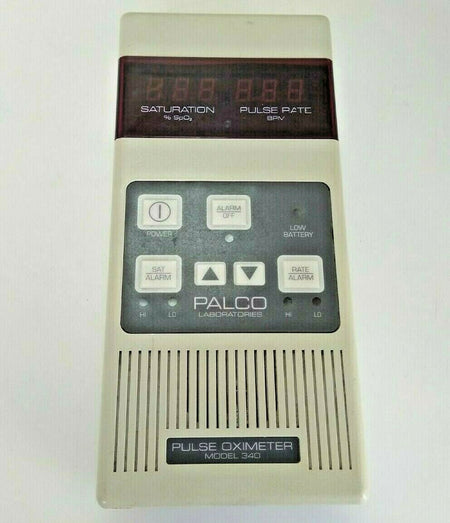 SATURATION PULSE RATE
% SpO₂ BPM
ALARM
OFF
POWER
LOW
BATTERY
SAT
ALARM
RATE
ALARM
HI LO HI LO
PALCO
LABORATORIES
PULSE OXIMETER
MODEL 340